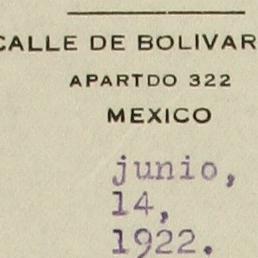 CALLE DE BOLIVAR
APARTDO 322
MEXICO
junio,
14,
1922.